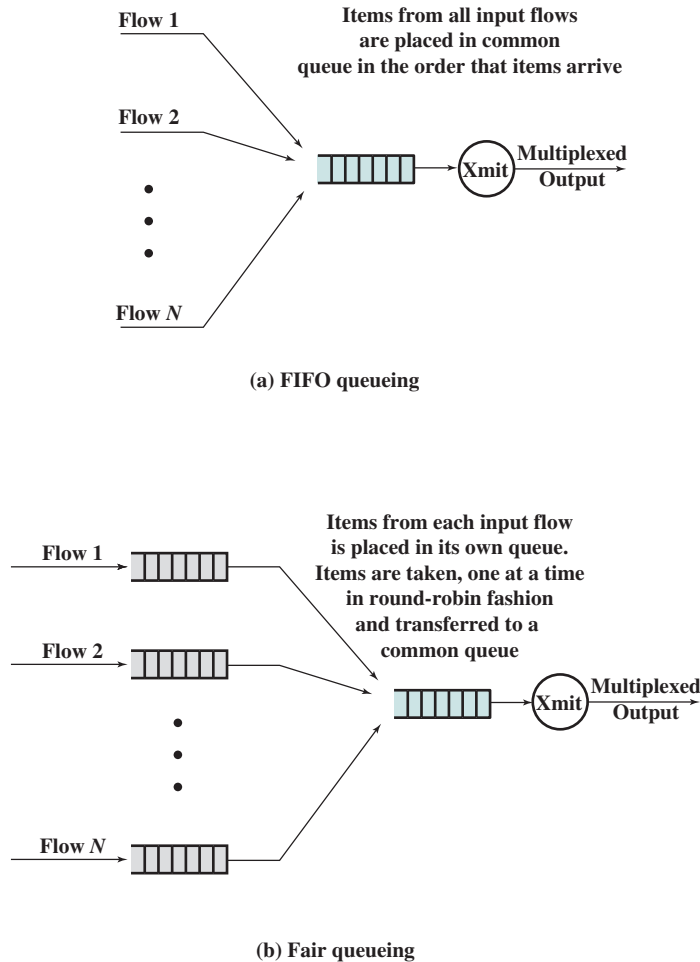 Flow 1
Items from all input flows
are placed in common
queue in the order that items arrive
Flow 2
Xmit
Multiplexed
Output
Flow N
(a) FIFO queueing
Items from each input flow
is placed in its own queue.
Items are taken, one at a time
in round-robin fashion
and transferred to a
common queue
Flow 1
Flow 2
Xmit
Multiplexed
Output
Flow N
(b) Fair queueing